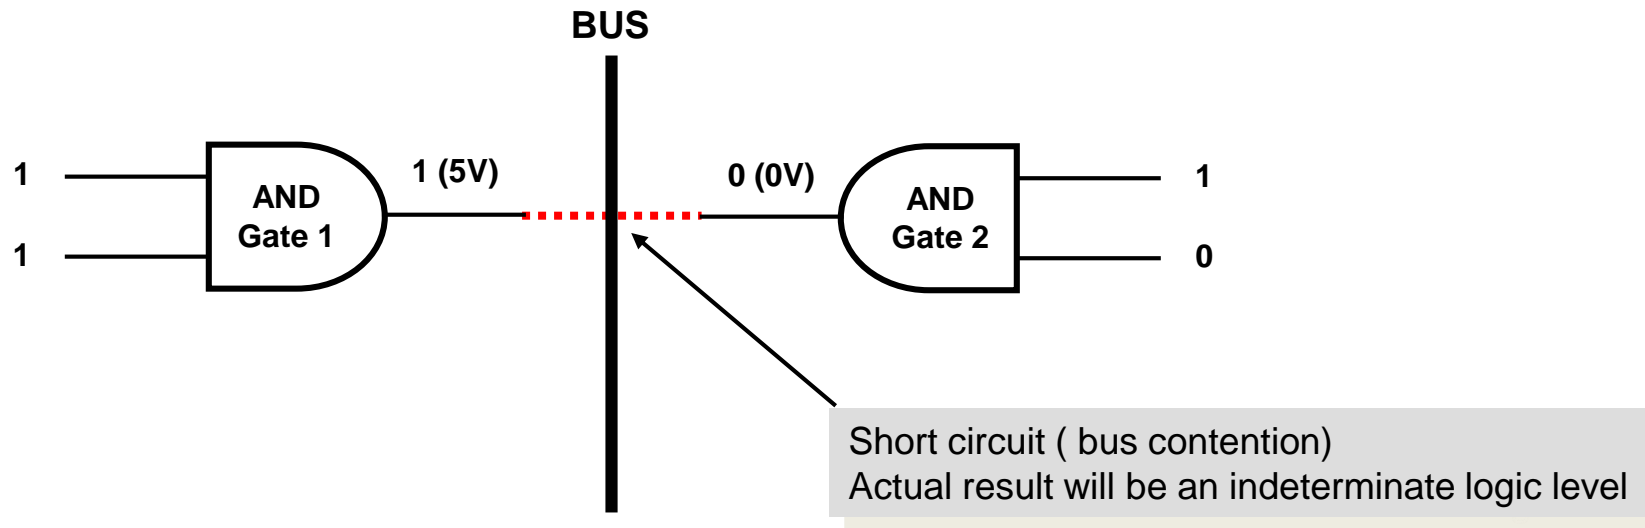 BUS
1
1 (5V)
0 (0V)
1
AND
Gate 1
AND
Gate 2
1
0
Short circuit ( bus contention)
Actual result will be an indeterminate logic level